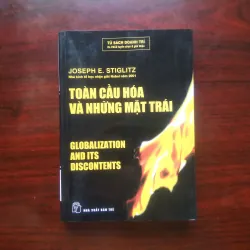 TỦ SÁCH DOANH TRÍ
JOSEPH E. STIGLITZ
Nhà kinh tế học nhận giải Nobel năm 2001
TOÀN CẦU HÓA
VÀ NHỮNG MẶT TRÁI
GLOBALIZATION
AND ITS
DISCONTENTS
NHÀ XUẤT BẢN TRẺ